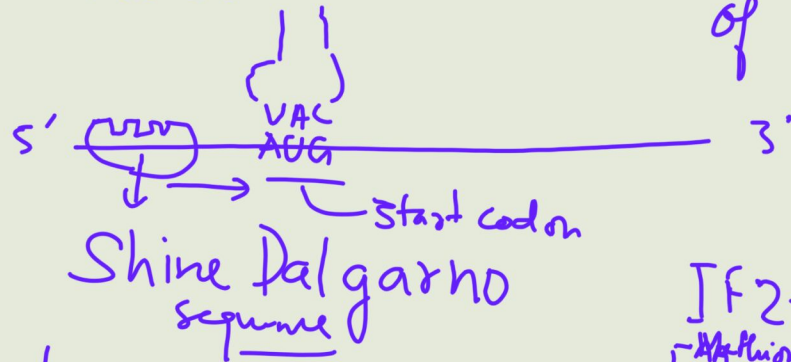 of
UAC
5' AUG 3'
Start codon
Shine Dalgarno
sequence
IF2